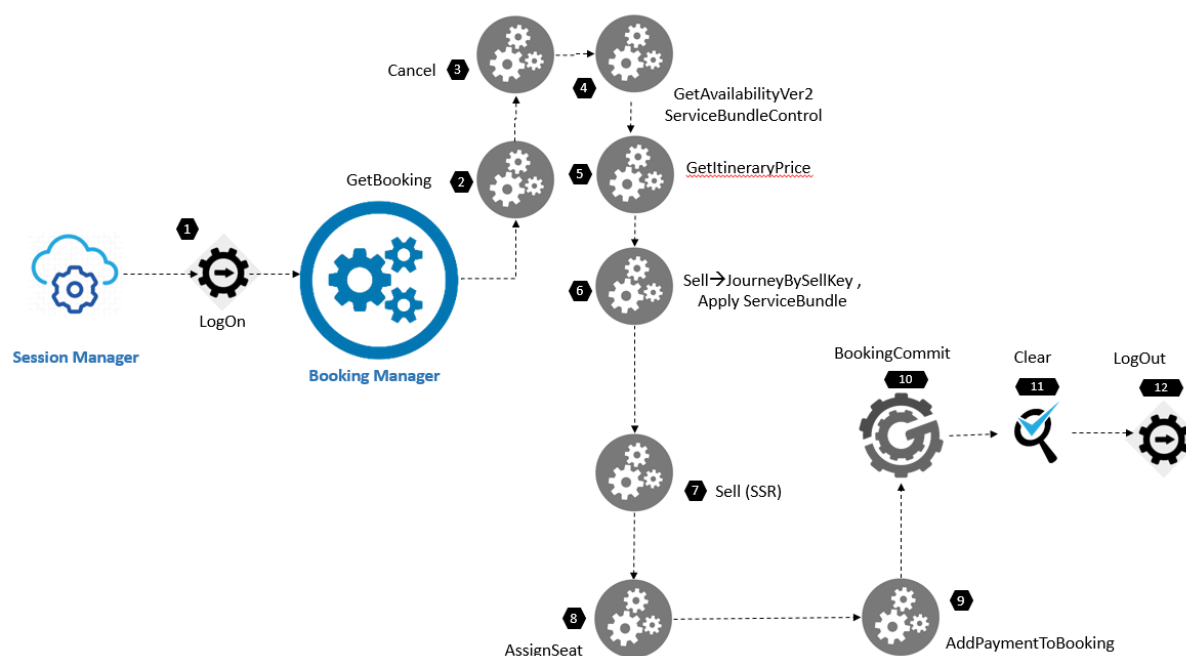 Cancel
3
4
GetAvailabilityVer2
ServiceBundleControl
GetBooking
2
5
GetItineraryPrice
1
LogOn
Session Manager
Booking Manager
6
Sell→JourneyBySellKey ,
Apply ServiceBundle
BookingCommit
10
Clear
11
LogOut
12
7
Sell (SSR)
8
AssignSeat
9
AddPaymentToBooking